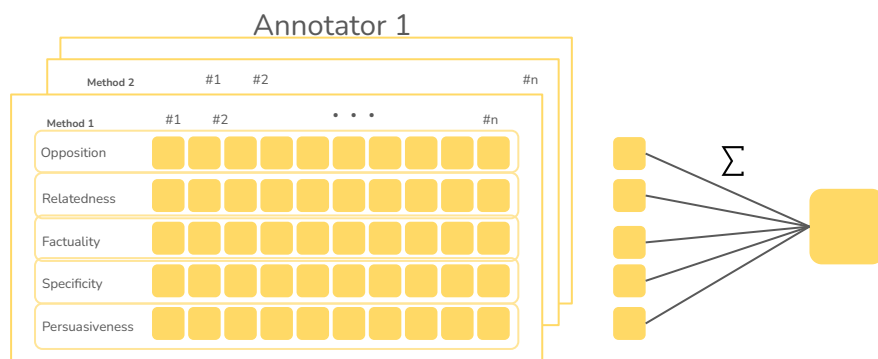 Annotator 1
Method 2 #1 #2 #n
Method 1 #1 #2 . . . #n
Opposition
Relatedness
Factuality
Specificity
Persuasiveness
∑